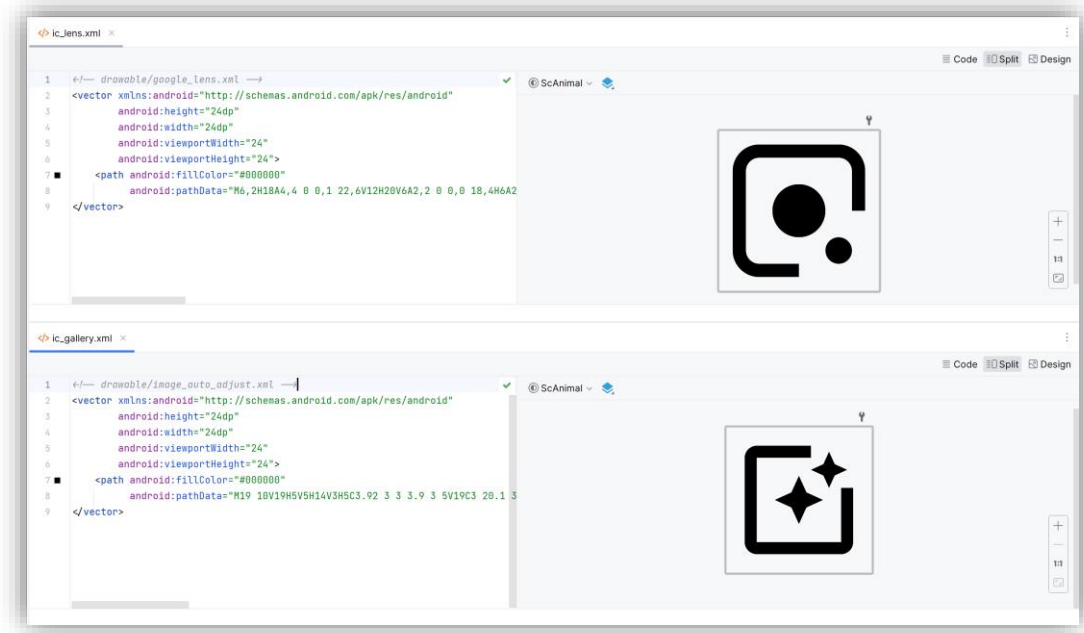 </> ic_lens.xml ×
Code Split Design
1 <!-- drawable/google_lens.xml -->
2 <vector xmlns:android="http://schemas.android.com/apk/res/android"
3 android:height="24dp"
4 android:width="24dp"
5 android:viewportWidth="24"
6 android:viewportHeight="24">
7 <path android:fillColor="#000000"
8 android:pathData="M6,2H18A4,4 0 0,1 22,6V12H20V6A2,2 0 0,0 18,4H6A2
9 </vector>
ScAnimal
1:1
</> ic_gallery.xml ×
Code Split Design
1 <!-- drawable/image_auto_adjust.xml -->
2 <vector xmlns:android="http://schemas.android.com/apk/res/android"
3 android:height="24dp"
4 android:width="24dp"
5 android:viewportWidth="24"
6 android:viewportHeight="24">
7 <path android:fillColor="#000000"
8 android:pathData="M19 10V19H5V5H14V3H5C3.92 3 3 3.9 3 5V19C3 20.1 3
9 </vector>
ScAnimal
1:1